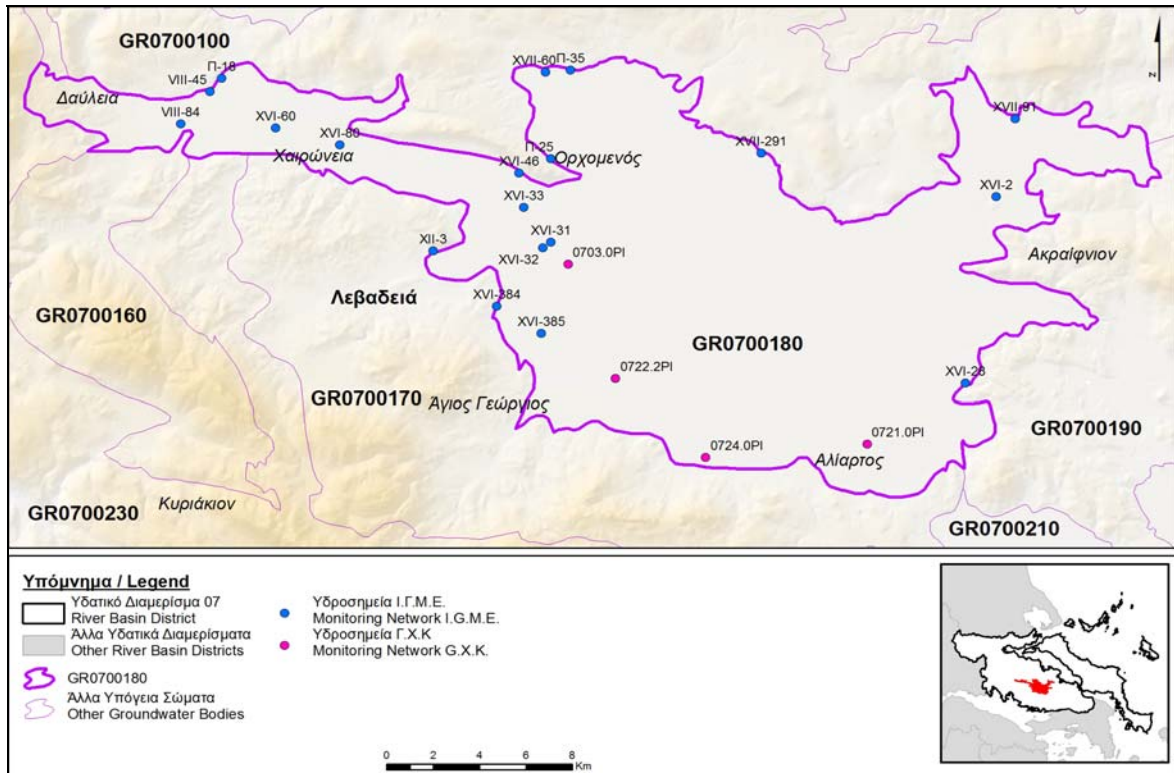 GR0700100
Π-18
VIII-45
Δαύλεια
VIII-84
XVI-60
XVI-80
Χαιρώνεια
XVII-60
Π-35
Π-25
Ορχομενός
XVI-46
XVII-291
XVII-91
XVI-2
XVI-33
XVI-31
XVI-32
XII-3
0703.0PI
Ακραίφνιον
Λεβαδειά
XVI-384
XVI-385
GR0700160
GR0700180
0722.2PI
XVI-28
GR0700170
Άγιος Γεώργιος
GR0700190
0724.0PI
0721.0PI
Αλίαρτος
Κυριάκιον
GR0700230
GR0700210
N
Υπόμνημα / Legend
Υδατικό Διαμερίσμα 07
River Basin District
Άλλα Υδατικά Διαμερίσματα
Other River Basin Districts
GR0700180
Άλλα Υπόγεια Σώματα
Other Groundwater Bodies
Υδροσημεία Ι.Γ.Μ.Ε.
Monitoring Network I.G.M.E.
Υδροσημεία Γ.Χ.Κ
Monitoring Network G.X.K.
0 2 4 6 8
Km